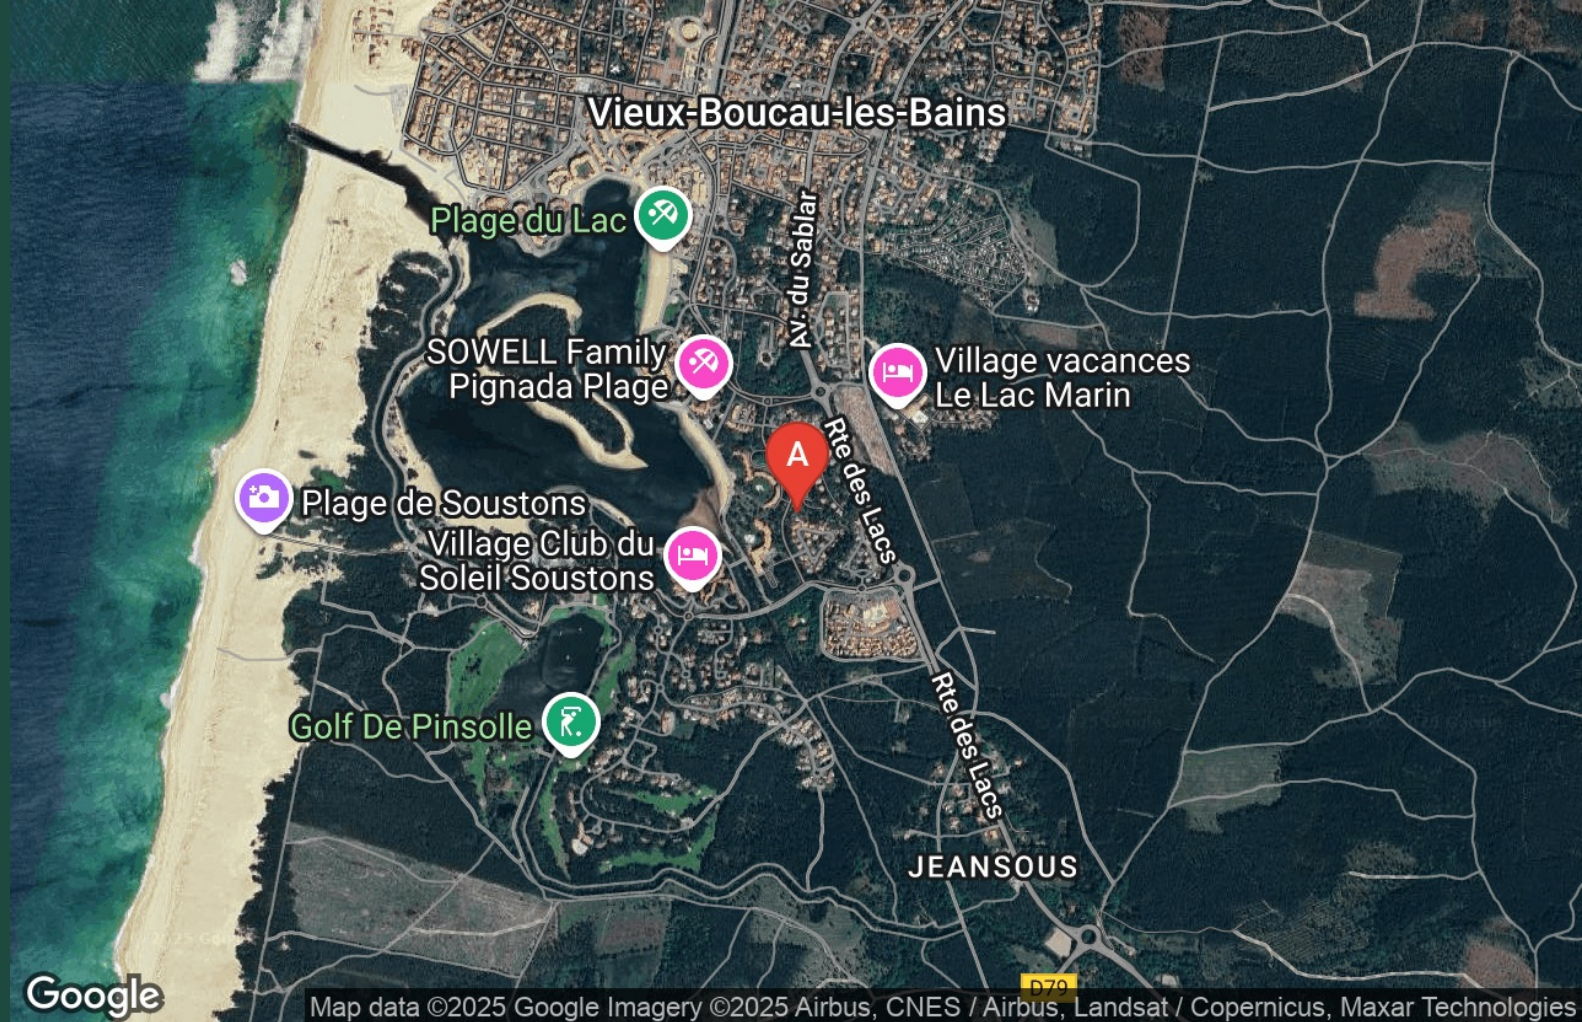 Vieux-Boucau-les-Bains
Plage du Lac
Av. du Sablar
SOWELL Family
Pignada Plage
Village vacances
Le Lac Marin
A
Rte des Lacs
Plage de Soustons
Village Club du
Soleil Soustons
Golf De Pinsolle
Rte des Lacs
JEANSOUS
D79
Google
Map data ©2025 Google Imagery ©2025 Airbus, CNES / Airbus, Landsat / Copernicus, Maxar Technologies